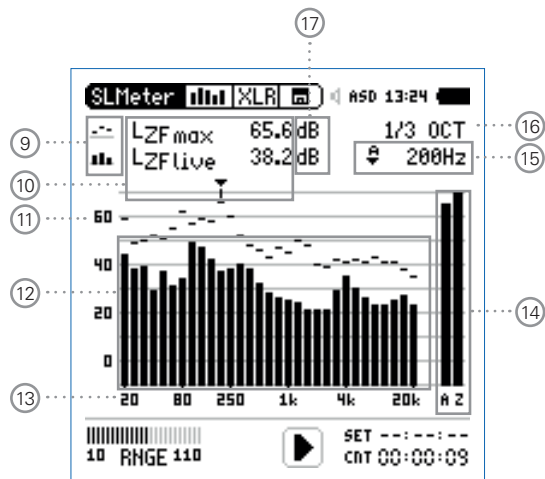 17
SLMeter XLR ASD 13:24
9
LZFmax 65.6 dB
1/3 OCT
16
LZFlive 38.2 dB
200Hz
15
10
11
60
40
12
20
14
0
13
20 80 250 1k 4k 20k A Z
10 RNGE 110
SET --:--:--
CNT 00:00:09